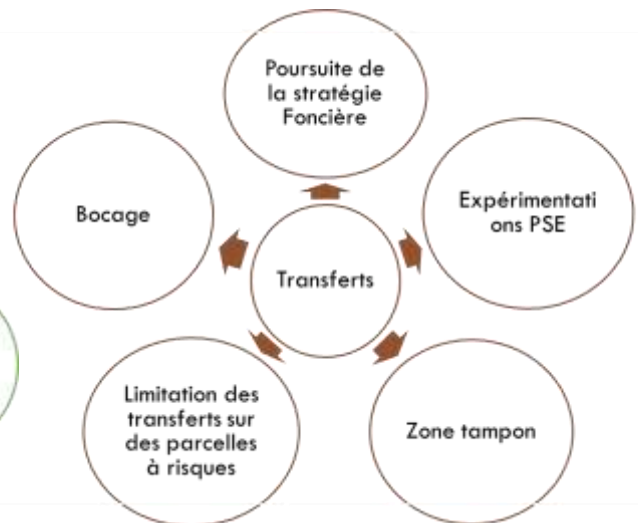 Poursuite de
la stratégie
Foncière
Bocage
Expérimentati
ons PSE
Transferts
Limitation des
transferts sur
des parcelles
à risques
Zone tampon